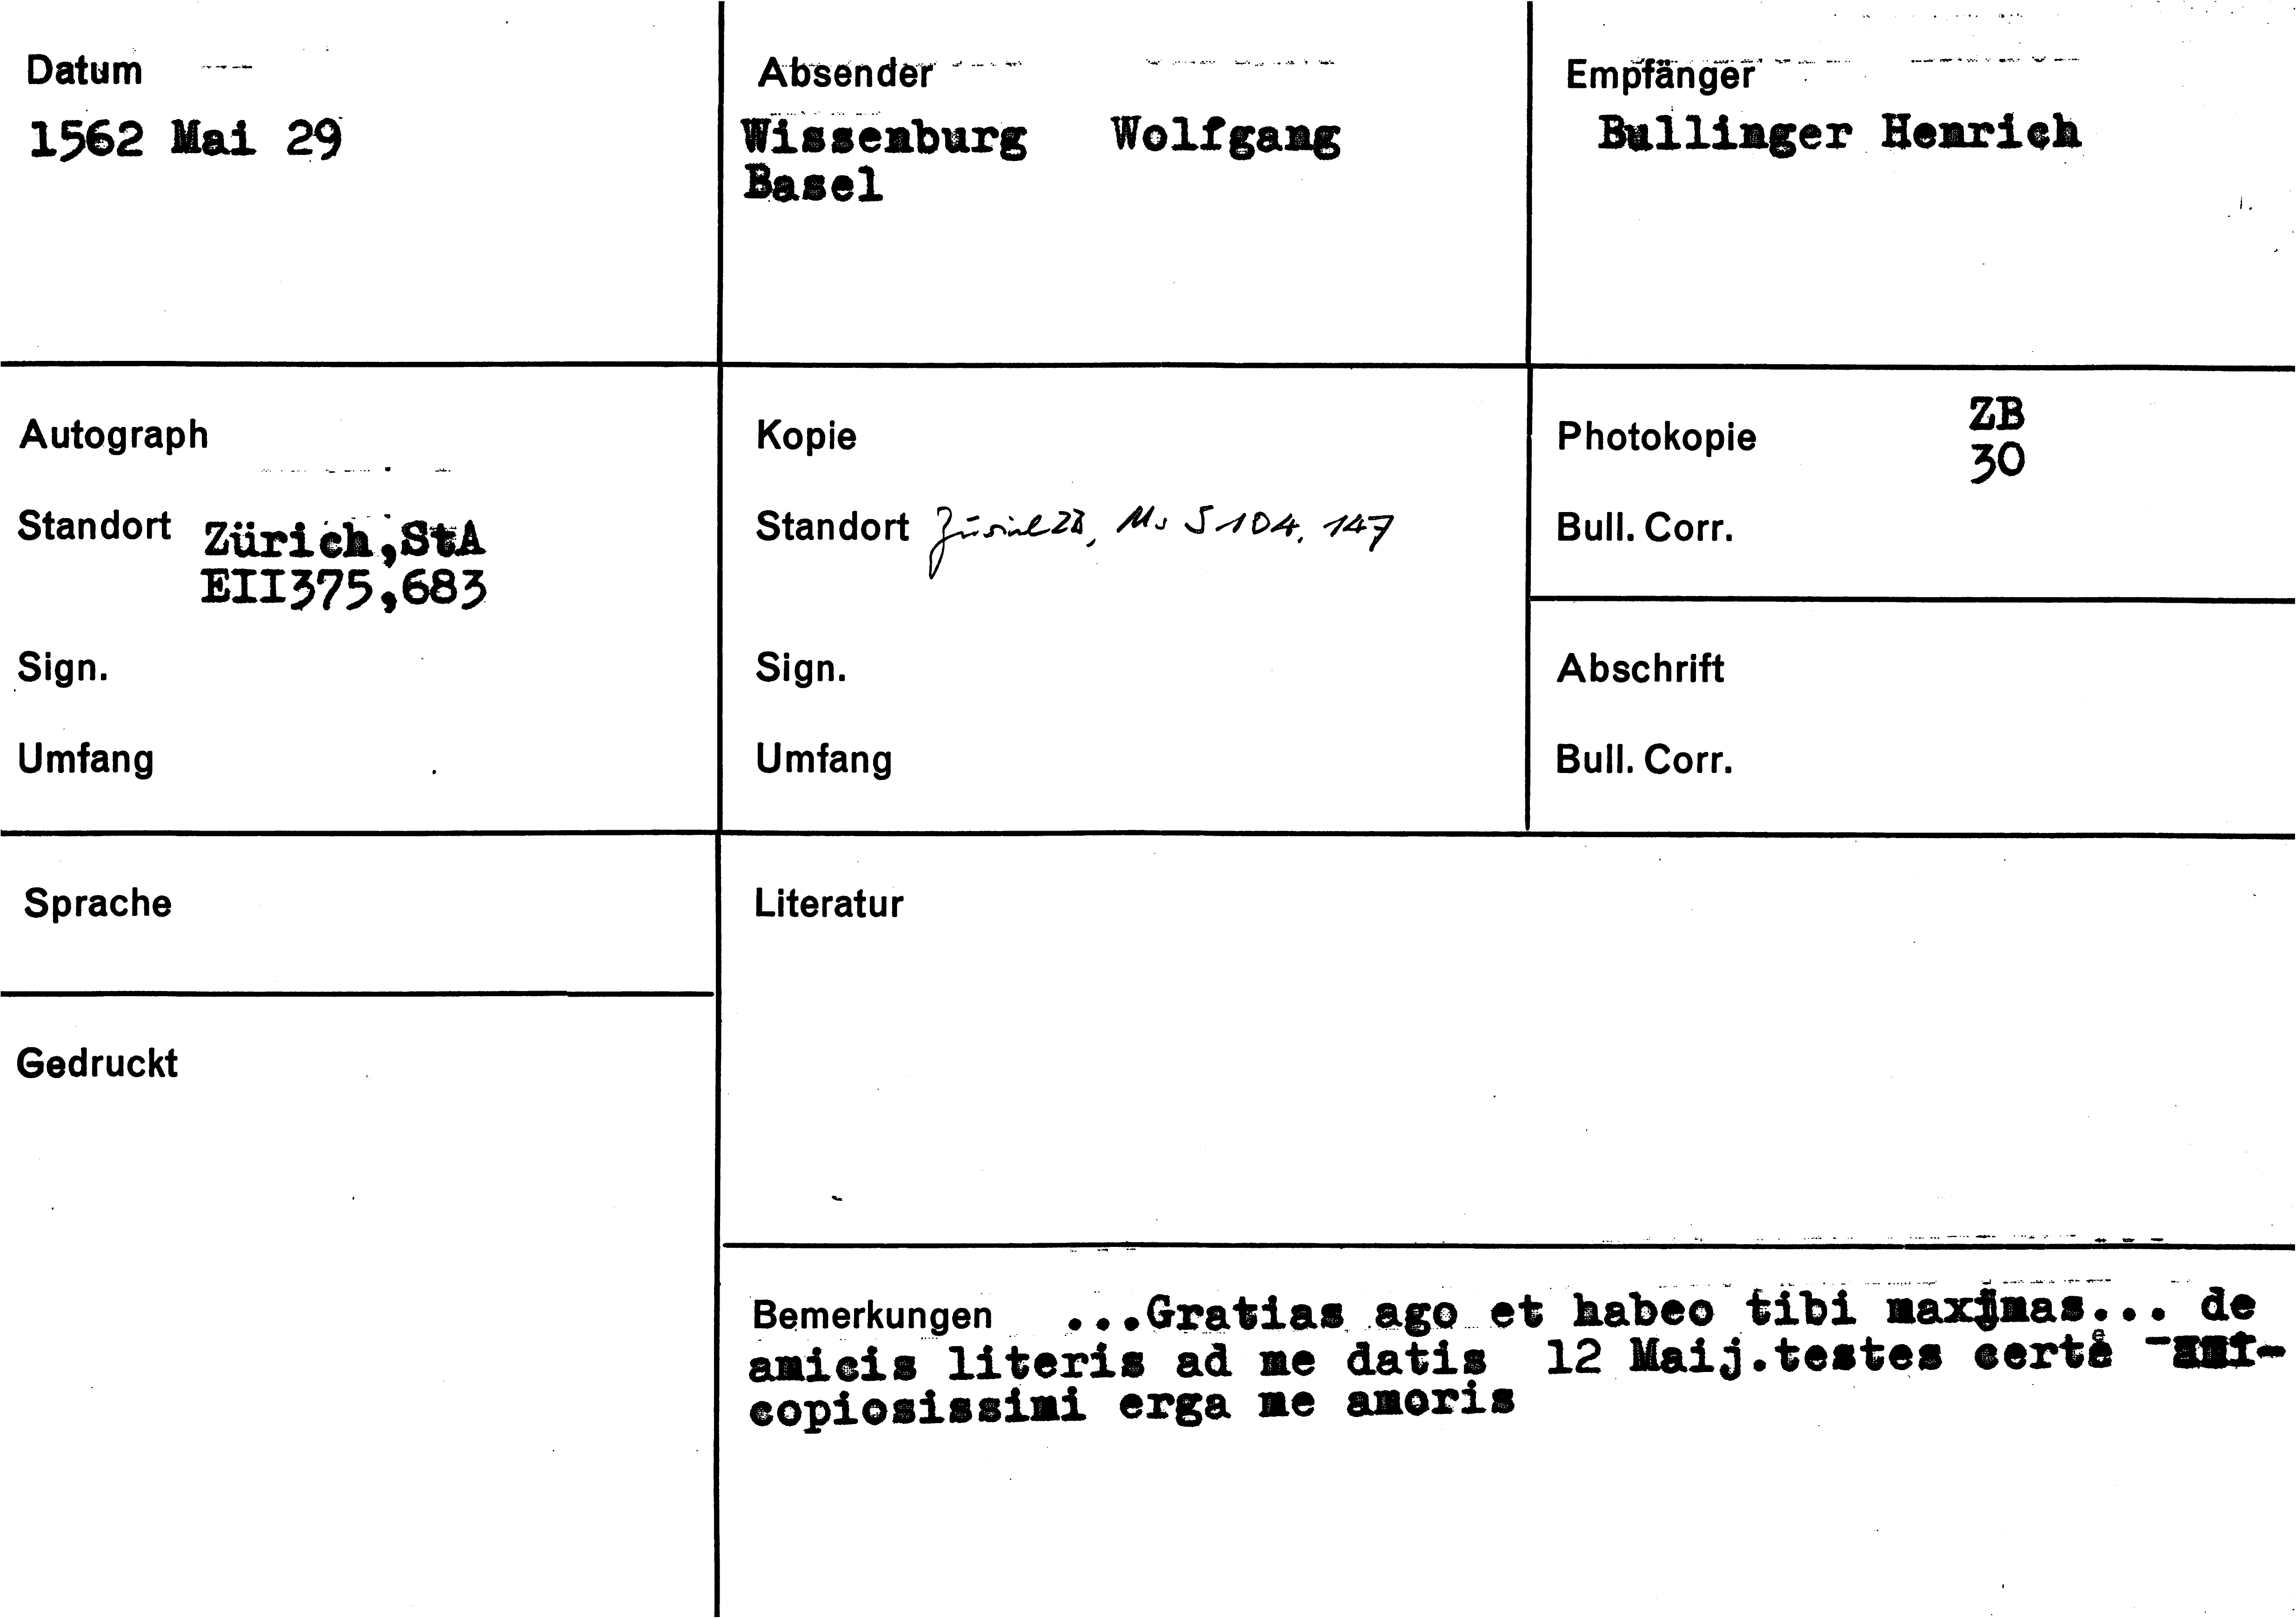 Datum
1562 Mai 29
Absender
Wissenburg Wolfgang
Basel
Empfänger
Bullinger Henrich
Autograph
Standort Zürich,StA
EII375,683
Sign.
Umfang
Kopie
Standort Zürich ZB, Ms S 104, 147
Sign.
Umfang
Photokopie ZB
30
Bull. Corr.
Abschrift
Bull. Corr.
Sprache
Gedruckt
Literatur
Bemerkungen ...Gratias ago et habeo tibi maxjmas... de
amicis literis ad me datis 12 Maij.testes certe
copiosissimi erga me amoris